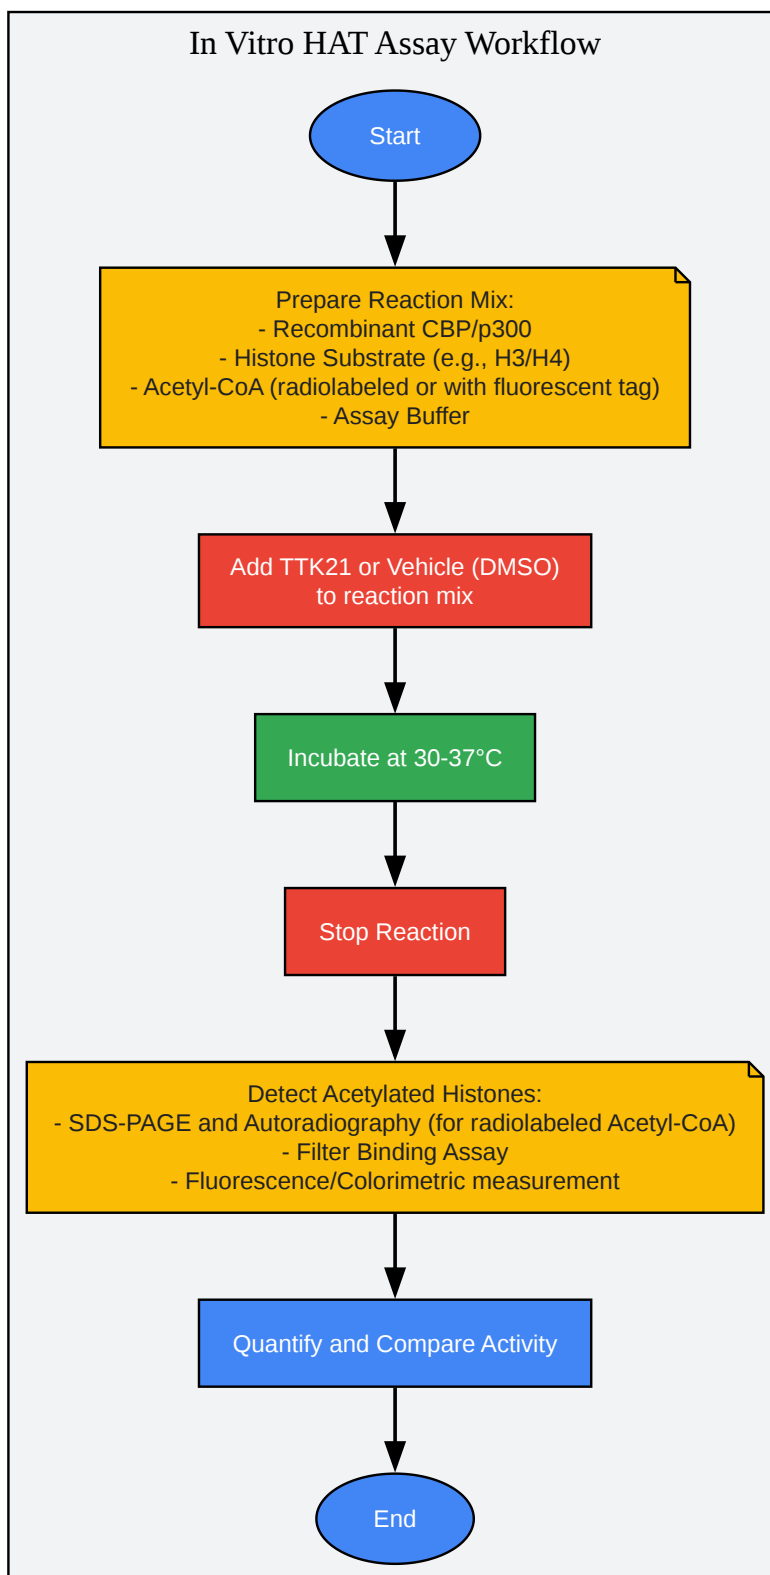 In Vitro HAT Assay Workflow
Start
Prepare Reaction Mix:
- Recombinant CBP/p300
- Histone Substrate (e.g., H3/H4)
- Acetyl-CoA (radiolabeled or with fluorescent tag)
- Assay Buffer
Add TTK21 or Vehicle (DMSO)
to reaction mix
Incubate at 30-37°C
Stop Reaction
Detect Acetylated Histones:
- SDS-PAGE and Autoradiography (for radiolabeled Acetyl-CoA)
- Filter Binding Assay
- Fluorescence/Colorimetric measurement
Quantify and Compare Activity
End